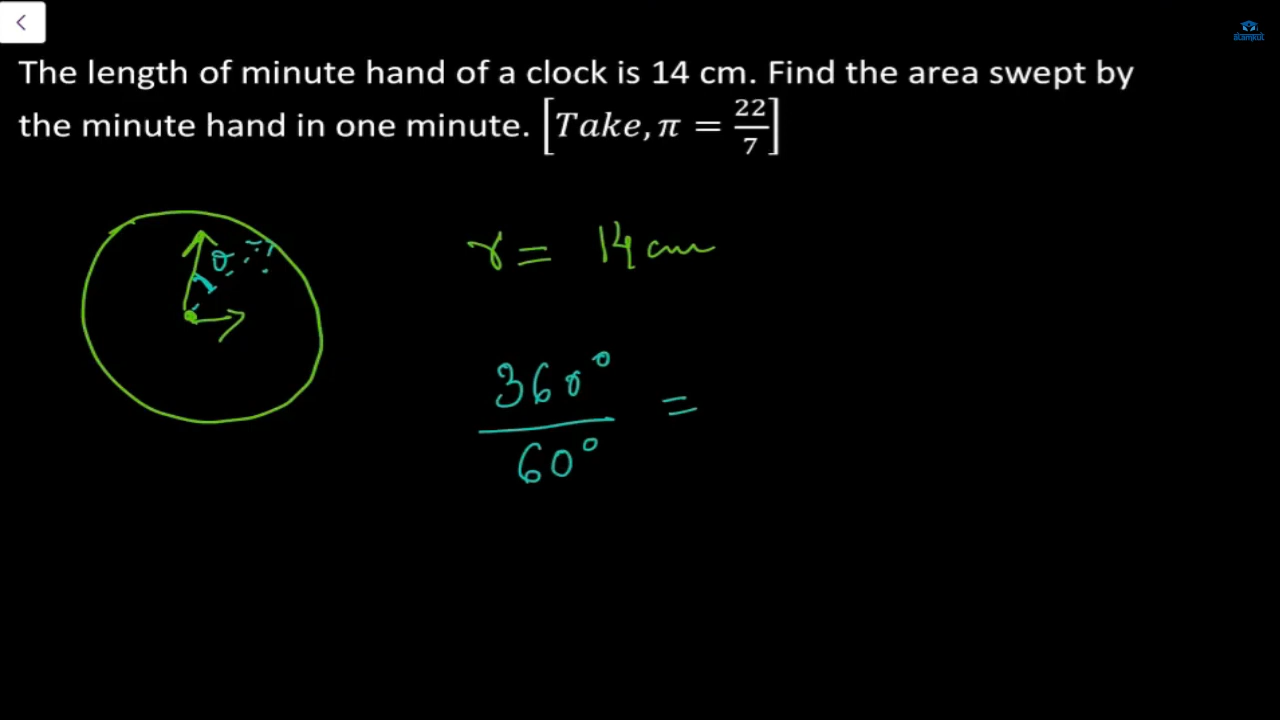 The length of minute hand of a clock is 14 cm. Find the area swept by
the minute hand in one minute. [Take, π = 22/7]
θ
r = 14 cm
360°
60° =